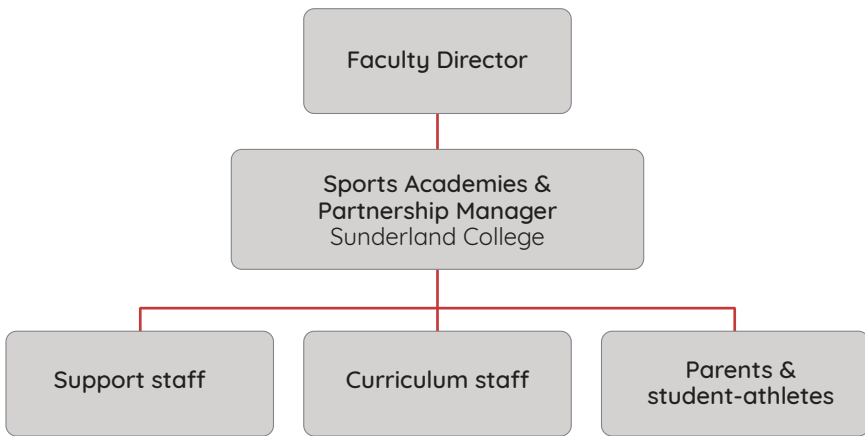 Faculty Director
Sports Academies &
Partnership Manager
Sunderland College
Support staff
Curriculum staff
Parents &
student-athletes